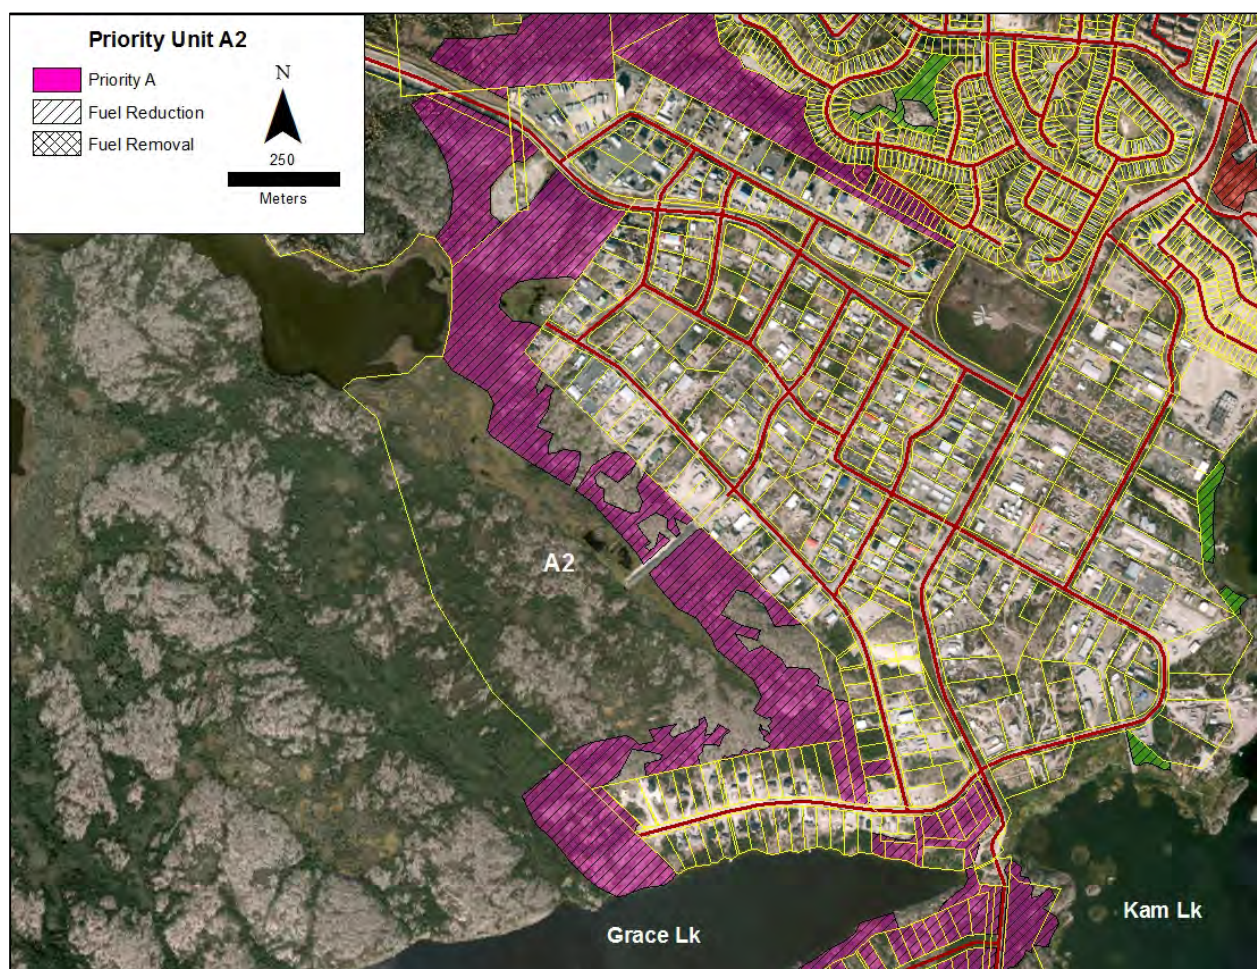 Priority Unit A2
Priority A
Fuel Reduction
Fuel Removal
N
250
Meters
A2
Grace Lk
Kam Lk